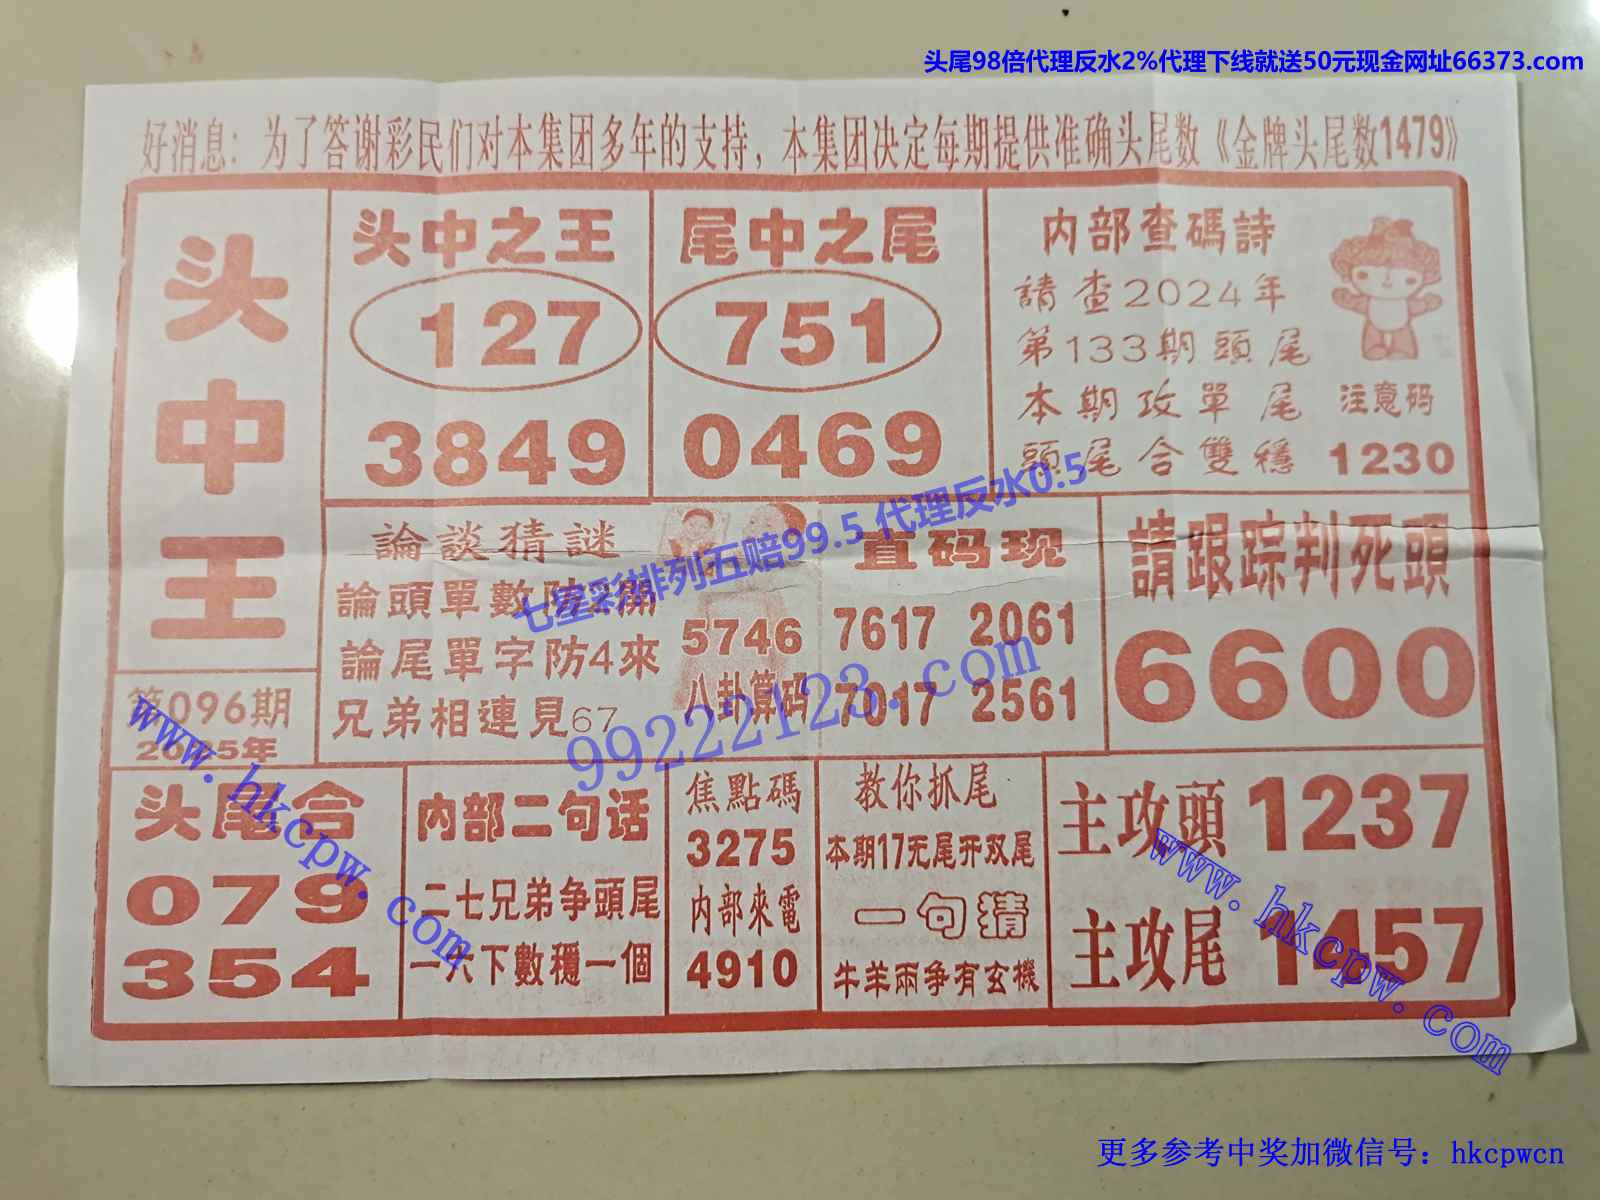 头尾98倍代理反水2%代理下线就送50元现金网址66373.com
好消息：为了答谢彩民们对本集团多年的支持，本集团决定每期提供准确头尾数《金牌头尾数1479》
头中王
第096期
2025年
头中之王
127
3849
尾中之尾
751
0469
内部查碼詩
請查2024年
第133期頭尾
本期攻單尾
頭尾合雙穩
注意码
1230
論談猜謎
論頭單數防2開
論尾單字防4來
兄弟相連見67
5746
八卦算码
直码现
7617 2061
7017 2561
請跟踪判死頭
6600
七星彩排列五赔99.5 代理反水0.5
99222123.com
www.hkcpw.com
头尾合
079
354
内部二句话
二七兄弟争頭尾
一六下數穩一個
焦點碼
3275
内部來電
4910
教你抓尾
本期17无尾开双尾
一句猜
牛羊兩争有玄機
主攻頭 1237
主攻尾 1457
www.hkcpw.com
更多参考中奖加微信号：hkcpwcn